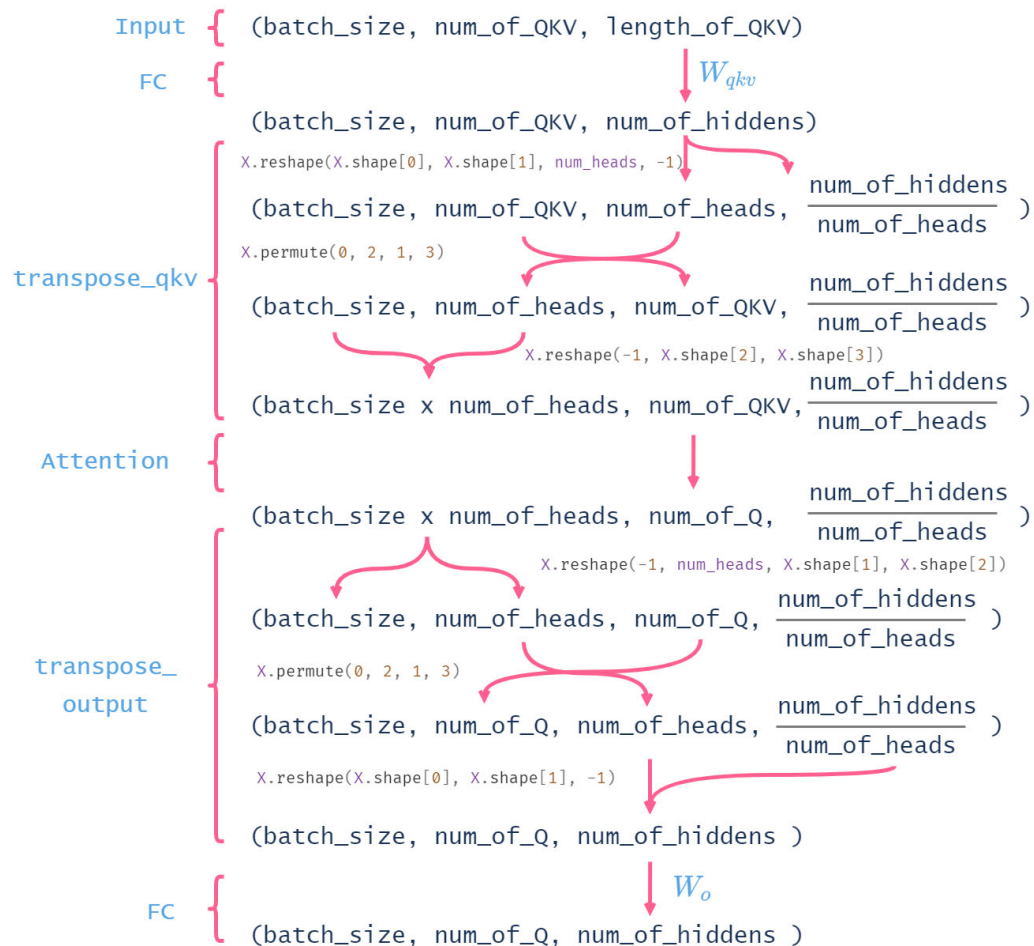 Input (batch_size, num_of_QKV, length_of_QKV)
FC W_{qkv}
(batch_size, num_of_QKV, num_of_hiddens)
X.reshape(X.shape[0], X.shape[1], num_heads, -1)
(batch_size, num_of_QKV, num_of_heads, num_of_hiddens / num_of_heads )
X.permute(0, 2, 1, 3)
transpose_qkv
(batch_size, num_of_heads, num_of_QKV, num_of_hiddens / num_of_heads )
X.reshape(-1, X.shape[2], X.shape[3])
(batch_size x num_of_heads, num_of_QKV, num_of_hiddens / num_of_heads )
Attention
(batch_size x num_of_heads, num_of_Q, num_of_hiddens / num_of_heads )
X.reshape(-1, num_heads, X.shape[1], X.shape[2])
(batch_size, num_of_heads, num_of_Q, num_of_hiddens / num_of_heads )
transpose_
output
X.permute(0, 2, 1, 3)
(batch_size, num_of_Q, num_of_heads, num_of_hiddens / num_of_heads )
X.reshape(X.shape[0], X.shape[1], -1)
(batch_size, num_of_Q, num_of_hiddens )
FC W_o
(batch_size, num_of_Q, num_of_hiddens )